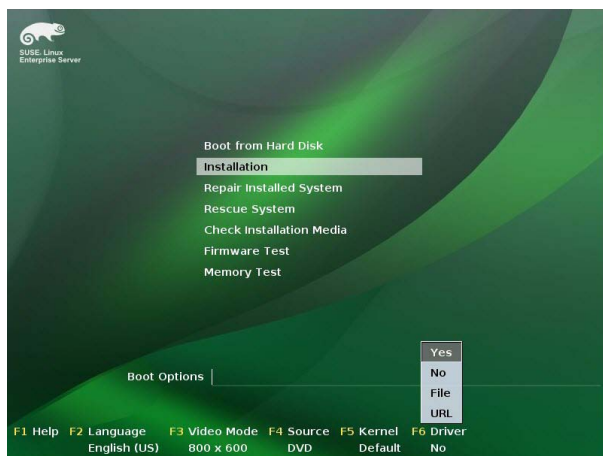 SUSE. Linux
Enterprise Server
Boot from Hard Disk
Installation
Repair Installed System
Rescue System
Check Installation Media
Firmware Test
Memory Test
Yes
No
File
URL
Boot Options
F1 Help F2 Language F3 Video Mode F4 Source F5 Kernel F6 Driver
English (US) 800 x 600 DVD Default No